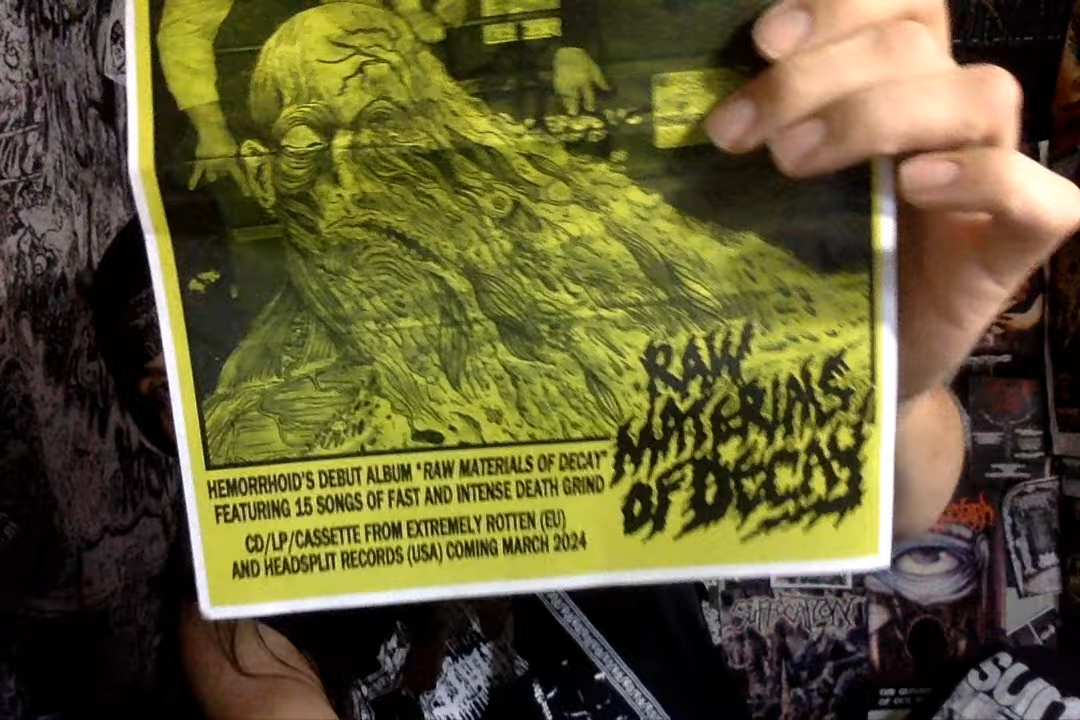 RAW
MATERIALS
OF DECAY
HEMORRHOID'S DEBUT ALBUM "RAW MATERIALS OF DECAY"
FEATURING 15 SONGS OF FAST AND INTENSE DEATH GRIND
CD/LP/CASSETTE FROM EXTREMELY ROTTEN (EU)
AND HEADSPLIT RECORDS (USA) COMING MARCH 2024
SUFFOCATION